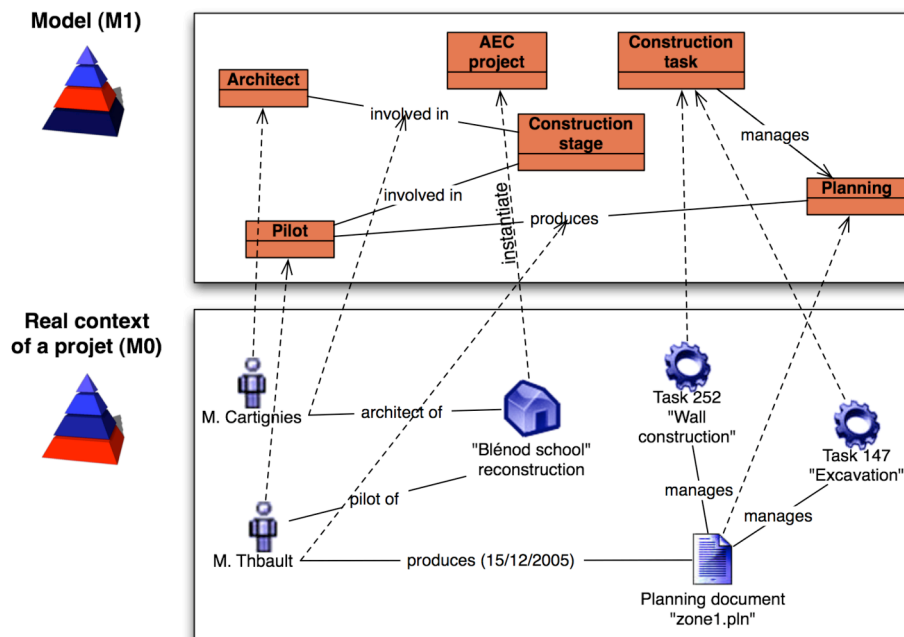 Model (M1)
Architect
AEC
project
Construction
task
involved in
Construction
stage
manages
involved in
Planning
Pilot
produces
instantiate
Real context
of a projet (M0)
M. Cartignies
architect of
"Blénod school"
reconstruction
Task 252
"Wall
construction"
Task 147
"Excavation"
pilot of
manages
manages
M. Thbault
produces (15/12/2005)
Planning document
"zone1.pln"